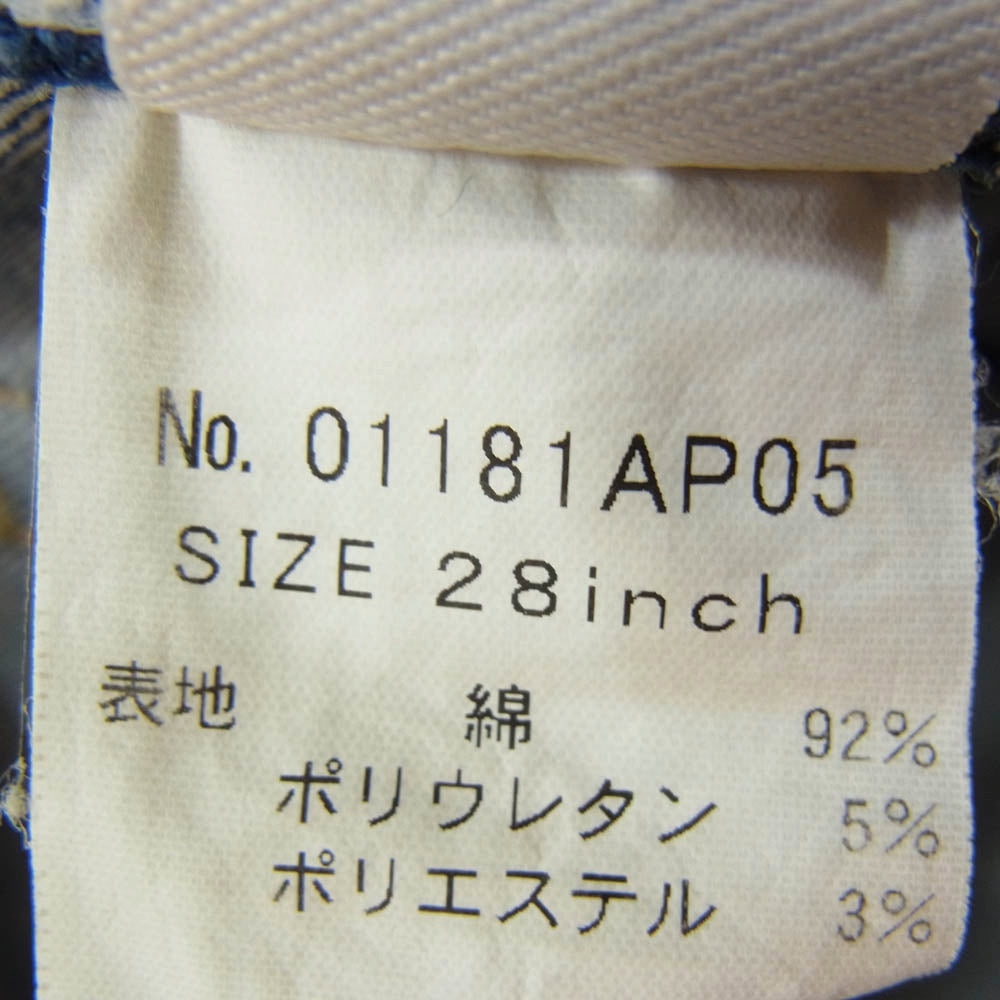 No. 01181AP05
SIZE 28inch
表地 綿 92%
ポリウレタン 5%
ポリエステル 3%